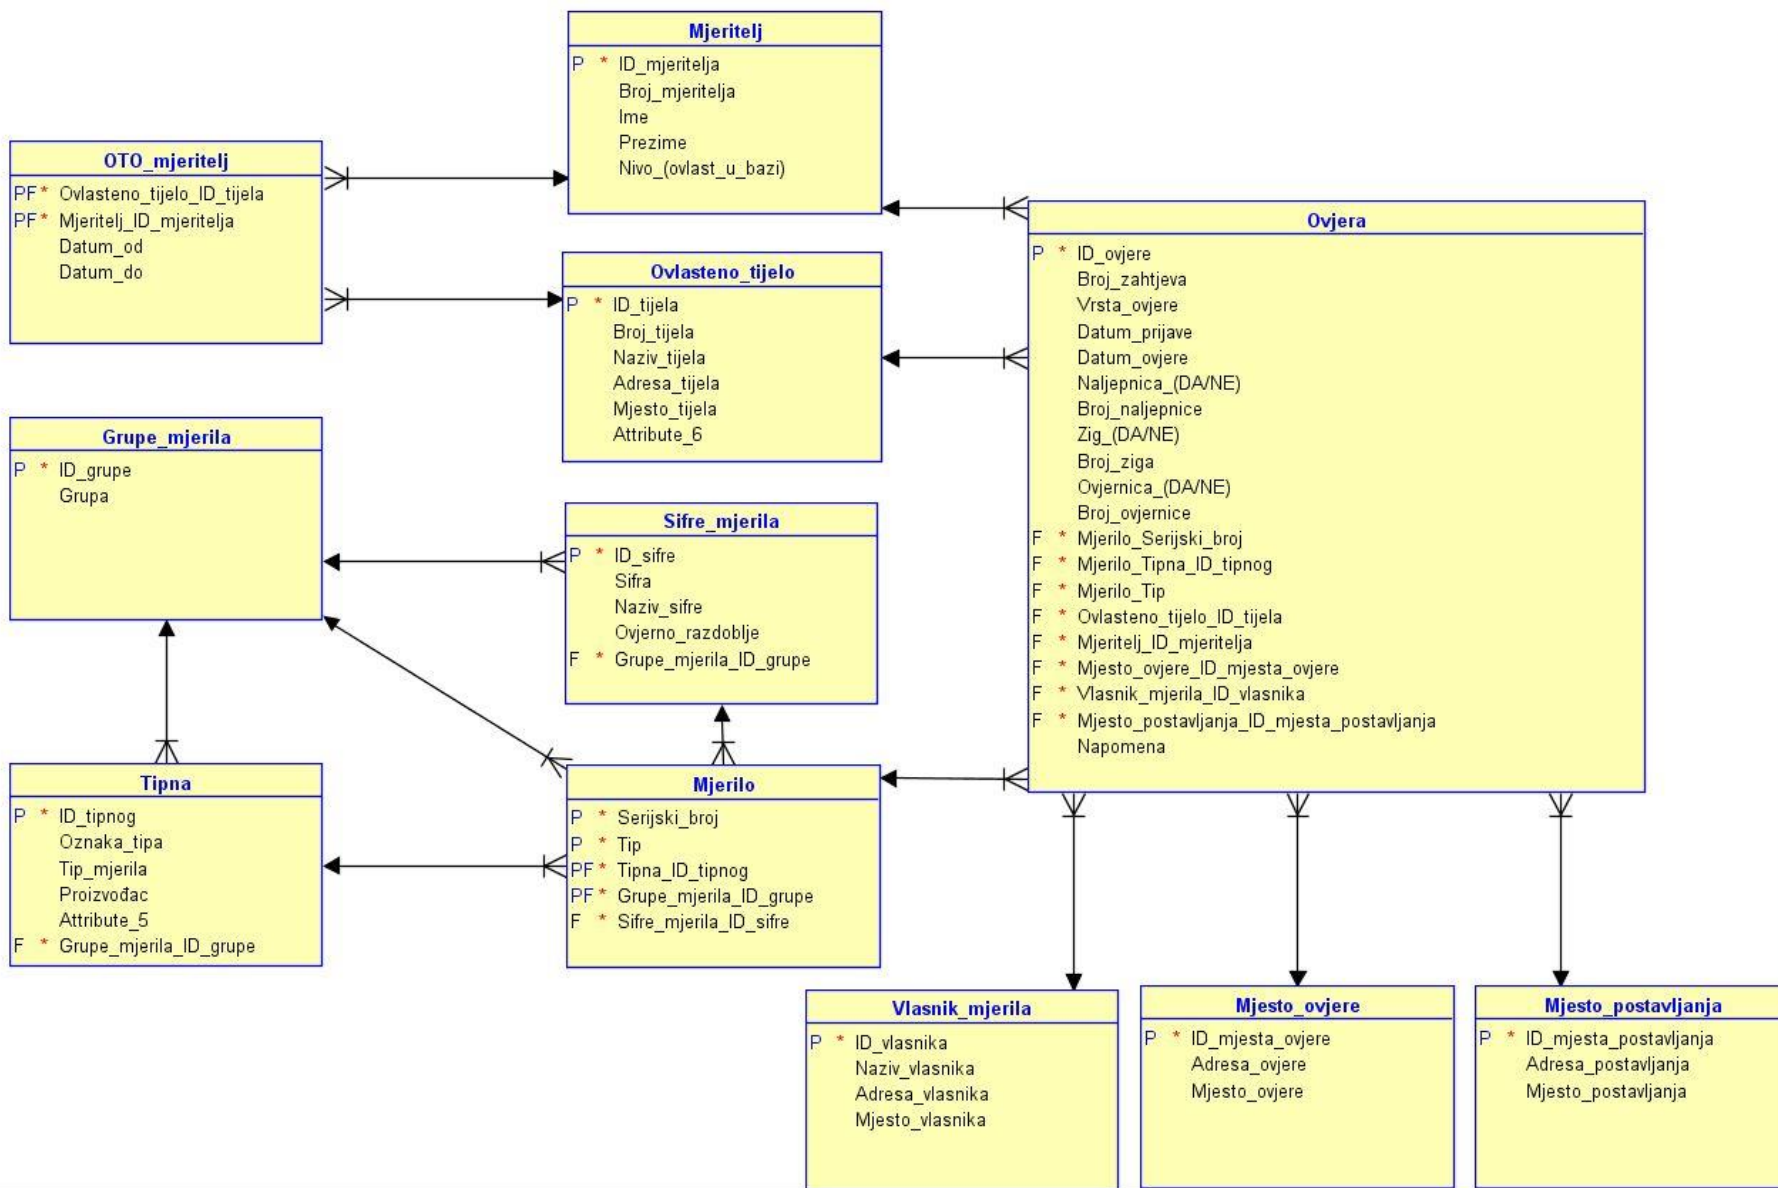 Mjeritelj
P * ID_mjeritelja
Broj_mjeritelja
Ime
Prezime
Nivo_(ovlast_u_bazi)
OTO_mjeritelj
PF * Ovlasteno_tijelo_ID_tijela
PF * Mjeritelj_ID_mjeritelja
Datum_od
Datum_do
Ovlasteno_tijelo
P * ID_tijela
Broj_tijela
Naziv_tijela
Adresa_tijela
Mjesto_tijela
Attribute_6
Ovjera
P * ID_ovjere
Broj_zahtjeva
Vrsta_ovjere
Datum_prijave
Datum_ovjere
Naljepnica_(DA/NE)
Broj_naljepnice
Zig_(DA/NE)
Broj_ziga
Ovjernica_(DA/NE)
Broj_ovjernice
F * Mjerilo_Serijski_broj
F * Mjerilo_Tipna_ID_tipnog
F * Mjerilo_Tip
F * Ovlasteno_tijelo_ID_tijela
F * Mjeritelj_ID_mjeritelja
F * Mjesto_ovjere_ID_mjesta_ovjere
F * Vlasnik_mjerila_ID_vlasnika
F * Mjesto_postavljanja_ID_mjesta_postavljanja
Napomena
Grupe_mjerila
P * ID_grupe
Grupa
Sifre_mjerila
P * ID_sifre
Sifra
Naziv_sifre
Ovjerno_razdoblje
F * Grupe_mjerila_ID_grupe
Tipna
P * ID_tipnog
Oznaka_tipa
Tip_mjerila
Proizvođac
Attribute_5
F * Grupe_mjerila_ID_grupe
Mjerilo
P * Serijski_broj
P * Tip
PF * Tipna_ID_tipnog
PF * Grupe_mjerila_ID_grupe
F * Sifre_mjerila_ID_sifre
Vlasnik_mjerila
P * ID_vlasnika
Naziv_vlasnika
Adresa_vlasnika
Mjesto_vlasnika
Mjesto_ovjere
P * ID_mjesta_ovjere
Adresa_ovjere
Mjesto_ovjere
Mjesto_postavljanja
P * ID_mjesta_postavljanja
Adresa_postavljanja
Mjesto_postavljanja